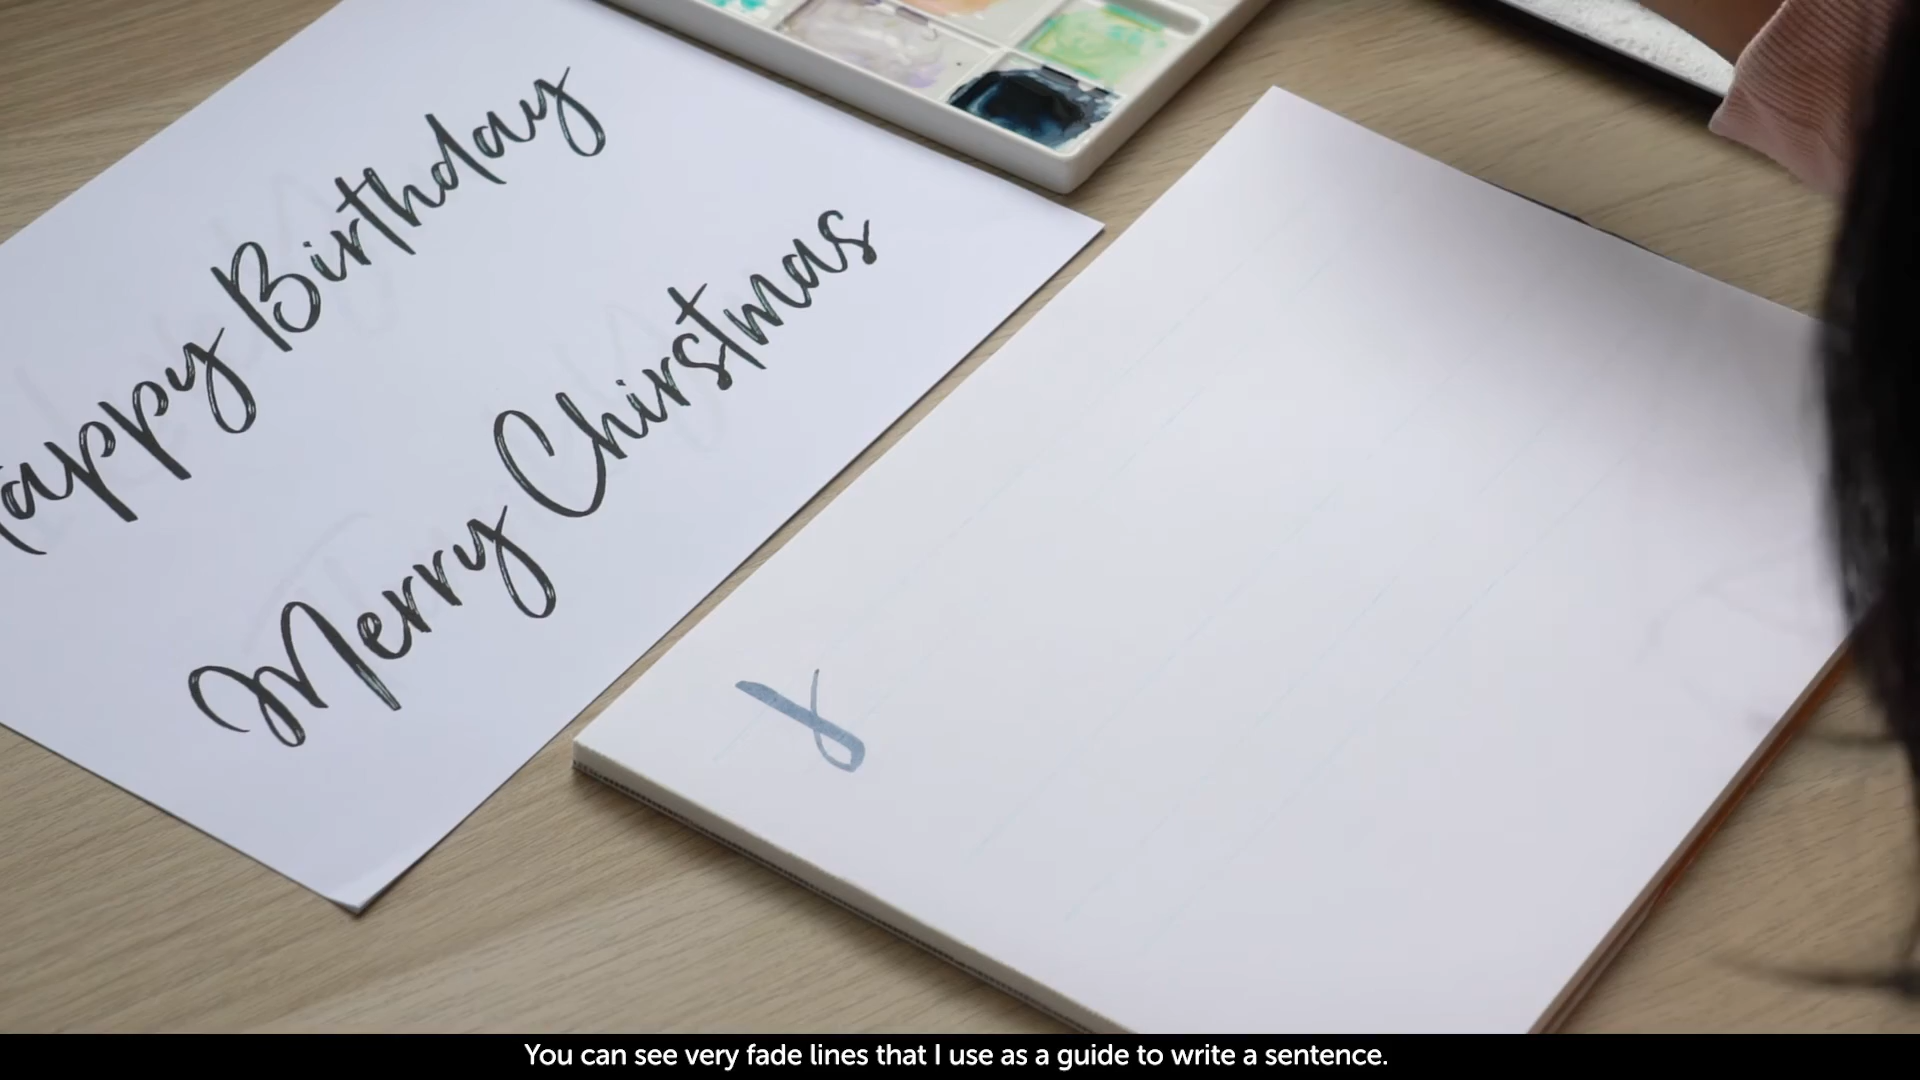 appy Birthday
Merry Chirstmas
You can see very fade lines that I use as a guide to write a sentence.